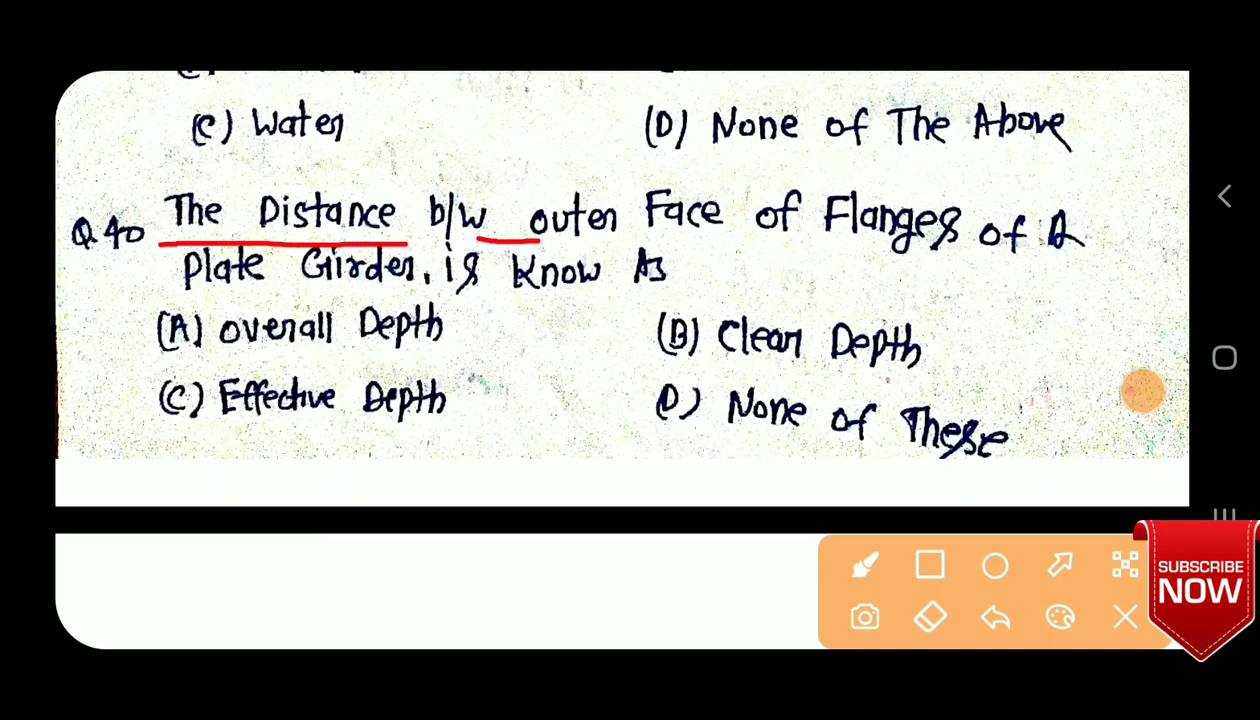 (C) Water
(D) None of The Above
Q.40 The Distance b/w outer Face of Flanges of A
Plate Girder, is Know As
(A) Overall Depth
(B) Clear Depth
(C) Effective Depth
(D) None of These
SUBSCRIBE
NOW